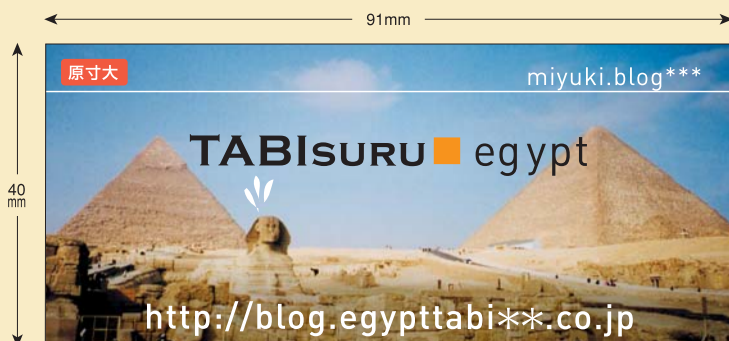 91mm
原寸大
miyuki.blog***
TABISURU■egypt
40
mm
http://blog.egypttabi**.co.jp